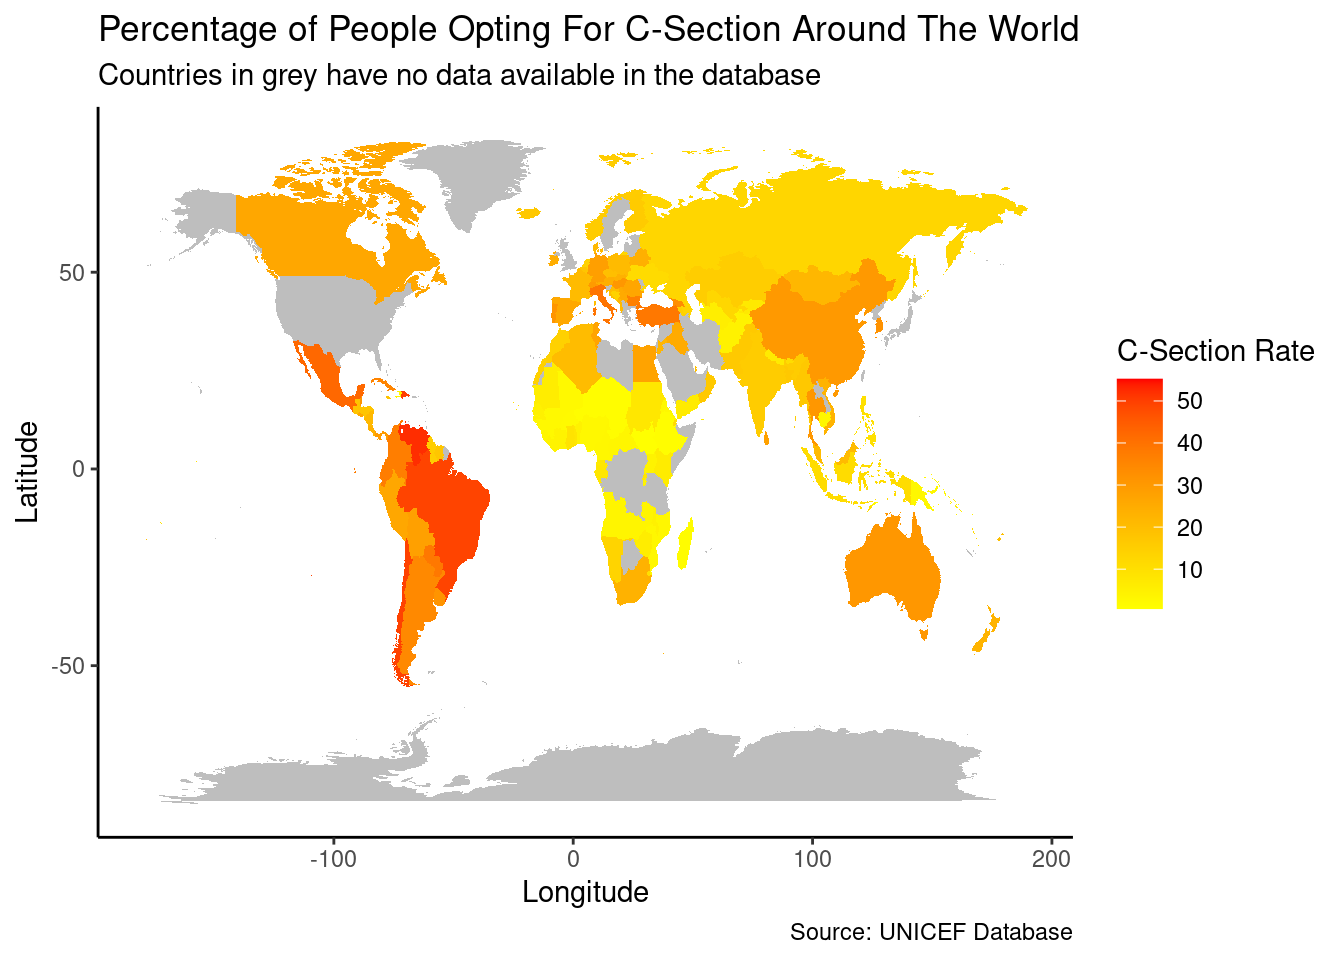 Percentage of People Opting For C-Section Around The World
Countries in grey have no data available in the database
50
0
-50
Latitude
-100 0 100 200
Longitude
C-Section Rate
50
40
30
20
10
Source: UNICEF Database